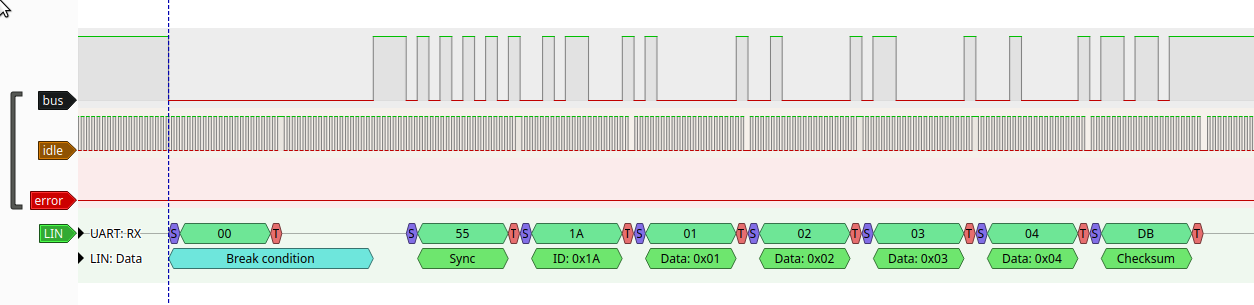 bus
idle
error
LIN UART: RX S 00 T S 55 T S 1A T S 01 T S 02 T S 03 T S 04 T S DB T
LIN: Data Break condition Sync ID: 0x1A Data: 0x01 Data: 0x02 Data: 0x03 Data: 0x04 Checksum